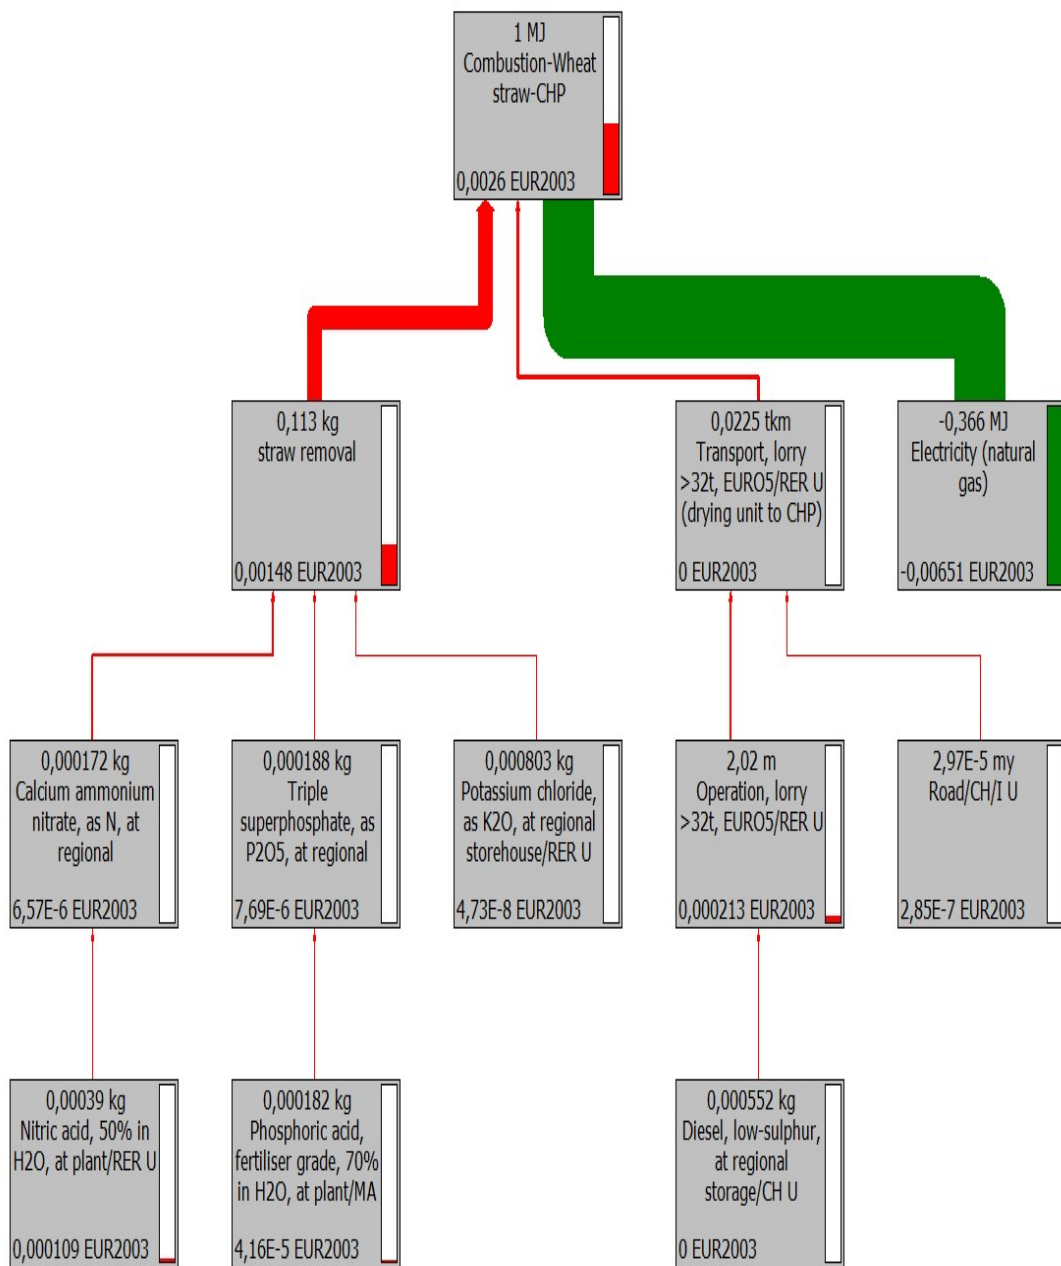 1 MJ
Combustion-Wheat
straw-CHP
0,0026 EUR2003
0,113 kg
straw removal
0,00148 EUR2003
0,0225 tkm
Transport, lorry
>32t, EURO5/RER U
(drying unit to CHP)
0 EUR2003
-0,366 MJ
Electricity (natural
gas)
-0,00651 EUR2003
0,000172 kg
Calcium ammonium
nitrate, as N, at
regional
6,57E-6 EUR2003
0,000188 kg
Triple
superphosphate, as
P2O5, at regional
7,69E-6 EUR2003
0,000803 kg
Potassium chloride,
as K2O, at regional
storehouse/RER U
4,73E-8 EUR2003
2,02 m
Operation, lorry
>32t, EURO5/RER U
0,000213 EUR2003
2,97E-5 my
Road/CH/I U
2,85E-7 EUR2003
0,00039 kg
Nitric acid, 50% in
H2O, at plant/RER U
0,000109 EUR2003
0,000182 kg
Phosphoric acid,
fertiliser grade, 70%
in H2O, at plant/MA
4,16E-5 EUR2003
0,000552 kg
Diesel, low-sulphur,
at regional
storage/CH U
0 EUR2003